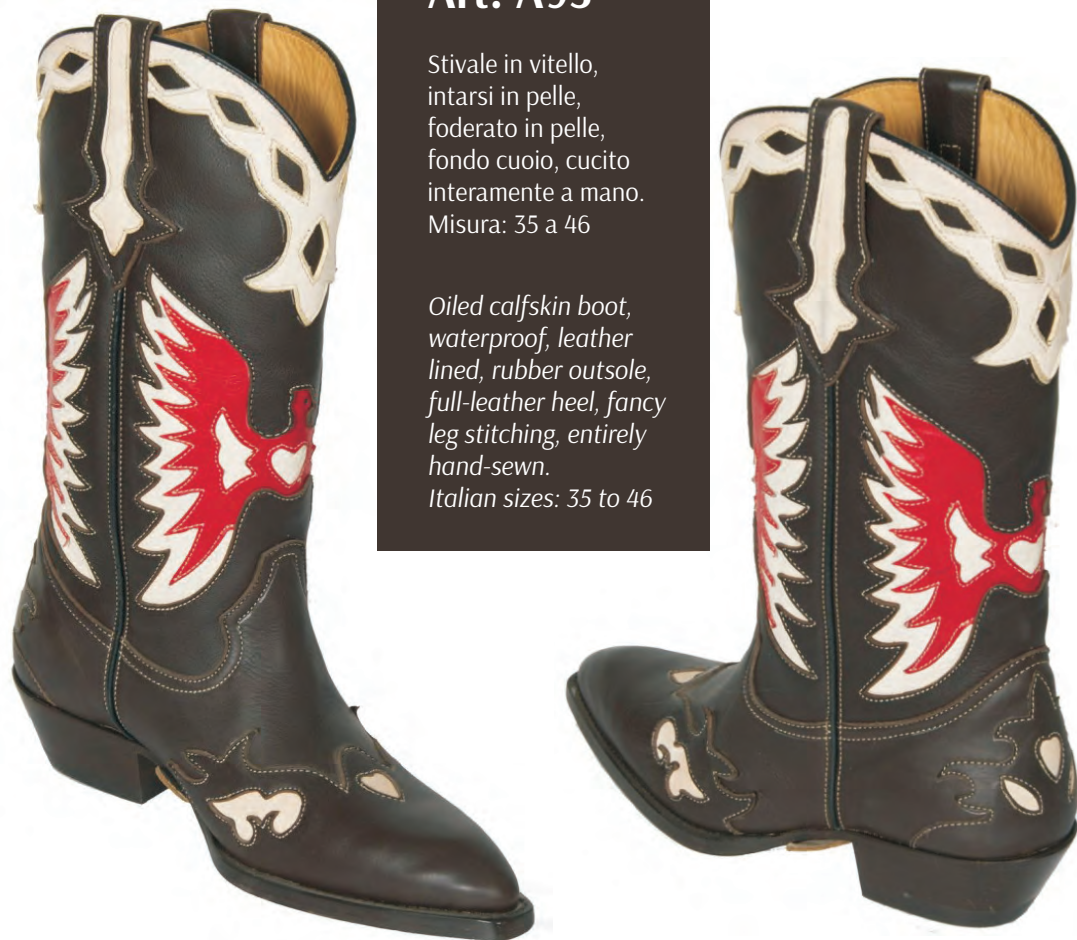 Art.
Stivale in vitello,
intarsi in pelle,
foderato in pelle,
fondo cuoio, cucito
interamente a mano.
Misura: 35 a 46
Oiled calfskin boot,
waterproof, leather
lined, rubber outsole,
full-leather heel, fancy
leg stitching, entirely
hand-sewn.
Italian sizes: 35 to 46